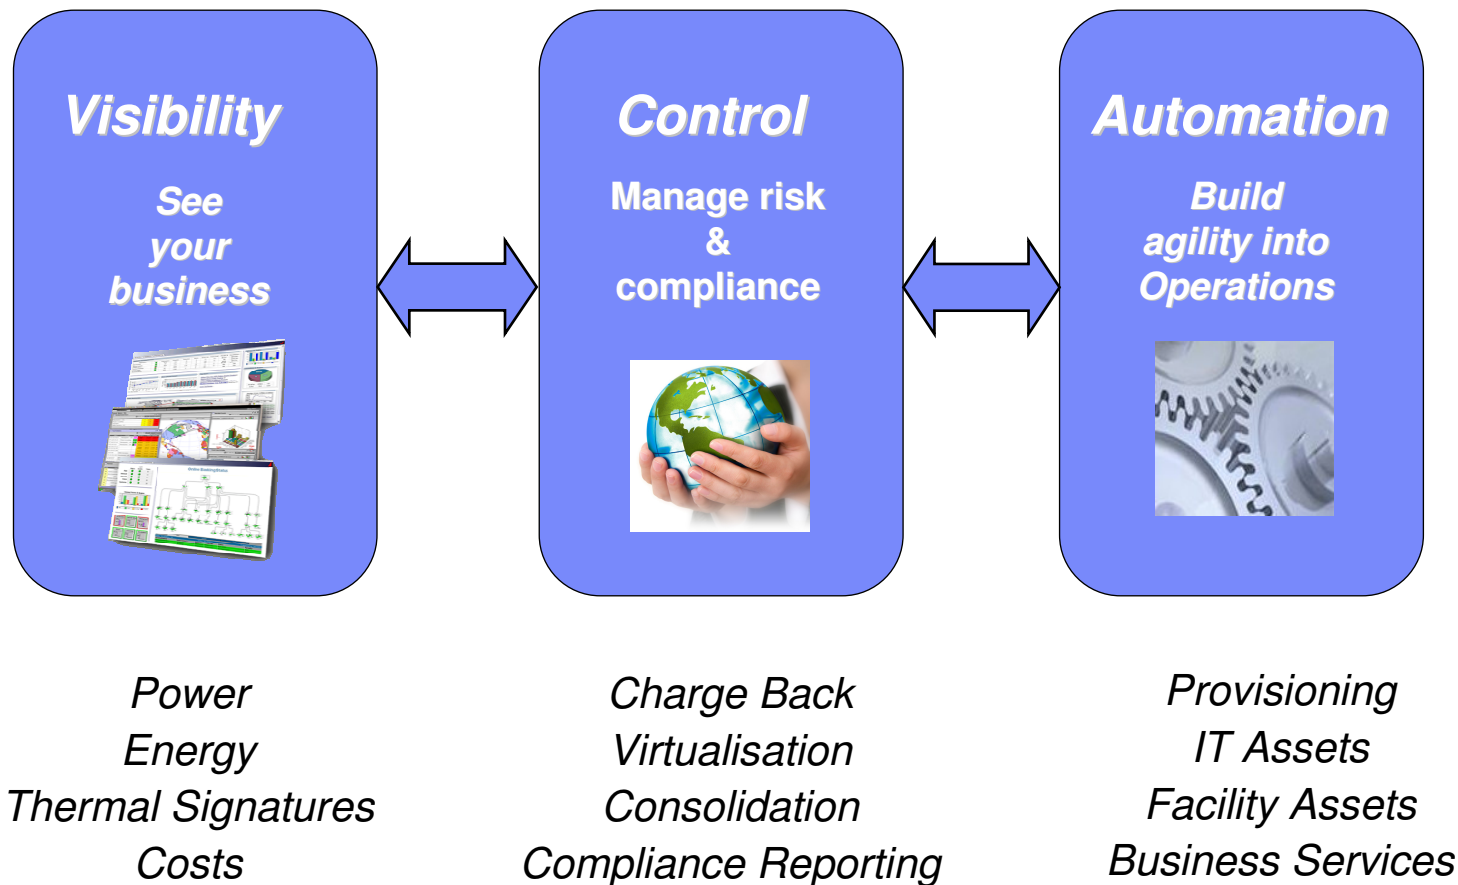 Visibility
See
your
business
Control
Manage risk
&
compliance
Automation
Build
agility into
Operations
Power
Energy
Thermal Signatures
Costs
Charge Back
Virtualisation
Consolidation
Compliance Reporting
Provisioning
IT Assets
Facility Assets
Business Services